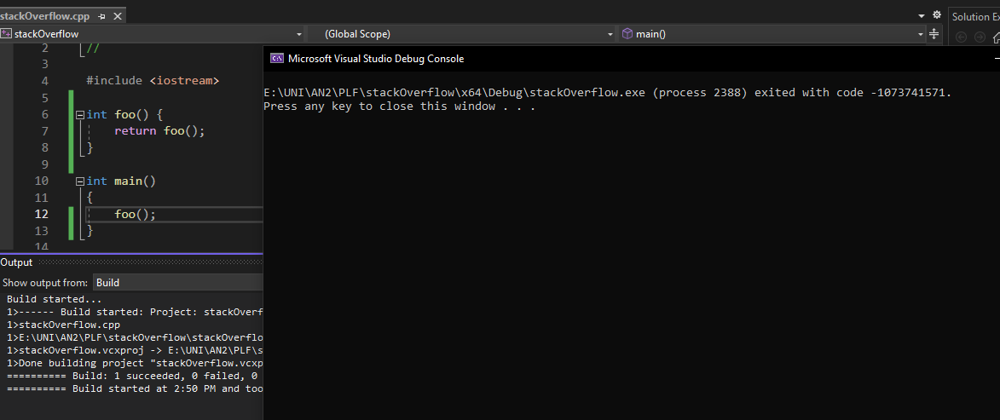 stackOverflow.cpp
Solution Ex
stackOverflow (Global Scope) main()
2 //
3
4 #include <iostream>
5
6 int foo() {
7 return foo();
8 }
9
10 int main()
11 {
12 foo();
13 }
14
C:\ Microsoft Visual Studio Debug Console
E:\UNI\AN2\PLF\stackOverflow\x64\Debug\stackOverflow.exe (process 2388) exited with code -1073741571.
Press any key to close this window . . .
Output
Show output from: Build
Build started...
1>------ Build started: Project: stackOverf
1>stackOverflow.cpp
1>E:\UNI\AN2\PLF\stackOverflow\stackOverflo
1>stackOverflow.vcxproj -> E:\UNI\AN2\PLF\s
1>Done building project "stackOverflow.vcxp
========== Build: 1 succeeded, 0 failed, 0
========== Build started at 2:50 PM and too